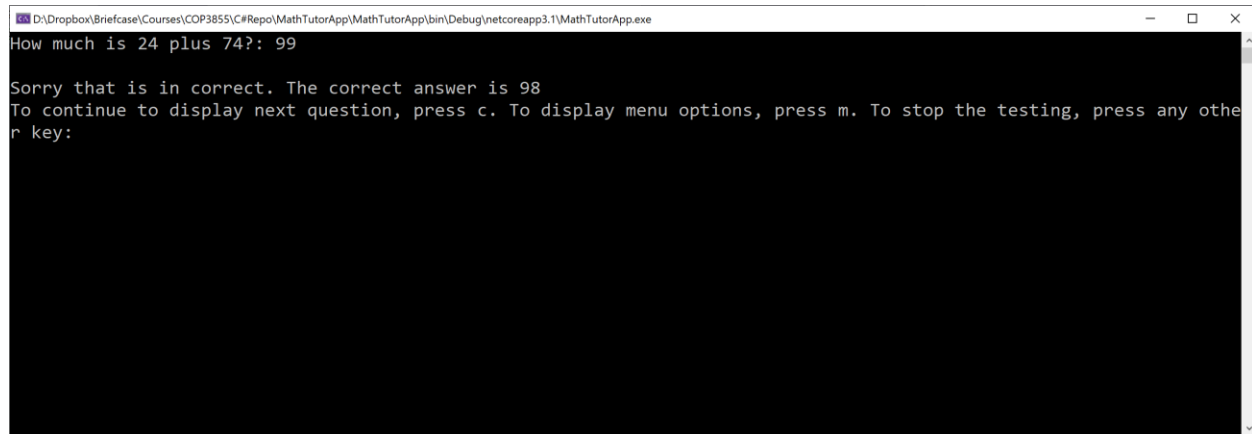 D:\Dropbox\Briefcase\Courses\COP3855\C#Repo\MathTutorApp\MathTutorApp\bin\Debug\netcoreapp3.1\MathTutorApp.exe
How much is 24 plus 74?: 99
Sorry that is in correct. The correct answer is 98
To continue to display next question, press c. To display menu options, press m. To stop the testing, press any othe
r key: